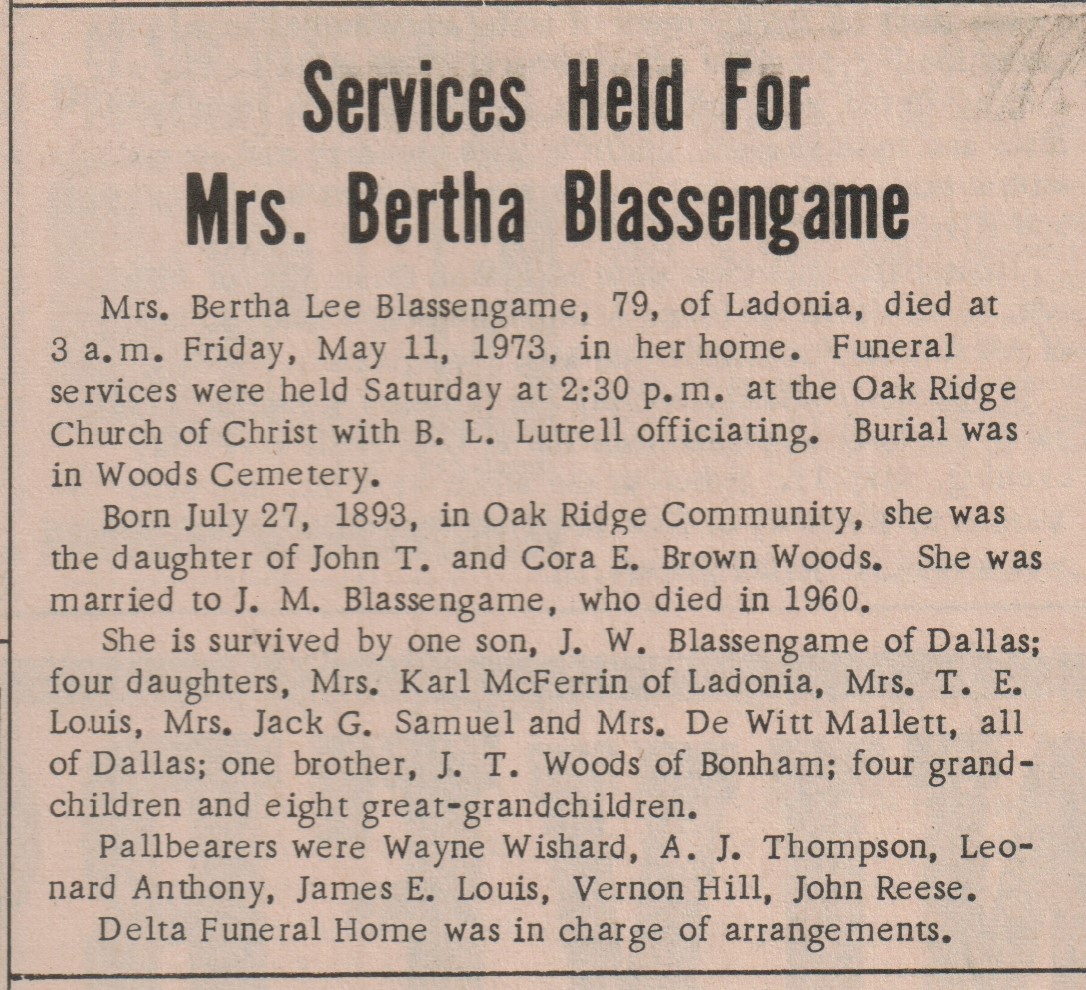 Services Held For
Mrs. Bertha Blassengame
Mrs. Bertha Lee Blassengame, 79, of Ladonia, died at
3 a.m. Friday, May 11, 1973, in her home. Funeral
services were held Saturday at 2:30 p.m. at the Oak Ridge
Church of Christ with B. L. Lutrell officiating. Burial was
in Woods Cemetery.
Born July 27, 1893, in Oak Ridge Community, she was
the daughter of John T. and Cora E. Brown Woods. She was
married to J. M. Blassengame, who died in 1960.
She is survived by one son, J. W. Blassengame of Dallas;
four daughters, Mrs. Karl McFerrin of Ladonia, Mrs. T. E.
Louis, Mrs. Jack G. Samuel and Mrs. De Witt Mallett, all
of Dallas; one brother, J. T. Woods of Bonham; four grand-
children and eight great-grandchildren.
Pallbearers were Wayne Wishard, A. J. Thompson, Leo-
nard Anthony, James E. Louis, Vernon Hill, John Reese.
Delta Funeral Home was in charge of arrangements.